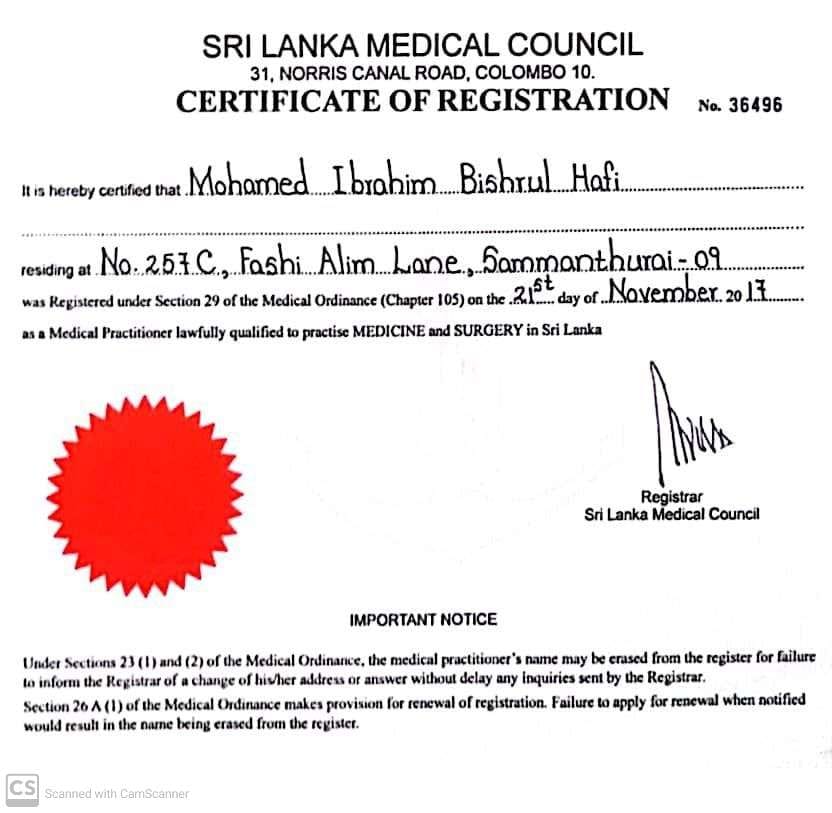 SRI LANKA MEDICAL COUNCIL
31, NORRIS CANAL ROAD, COLOMBO 10.
CERTIFICATE OF REGISTRATION No. 36496
It is hereby certified that Mohamed Ibrahim Bishrul Hafi
residing at No. 257 C, Fashi Alim Lane, Sammanthurai - 09
was Registered under Section 29 of the Medical Ordinance (Chapter 105) on the 21st day of November 2017
as a Medical Practitioner lawfully qualified to practise MEDICINE and SURGERY in Sri Lanka
Registrar
Sri Lanka Medical Council
IMPORTANT NOTICE
Under Sections 23 (1) and (2) of the Medical Ordinance, the medical practitioner's name may be erased from the register for failure
to inform the Registrar of a change of his/her address or answer without delay any inquiries sent by the Registrar.
Section 26 A (1) of the Medical Ordinance makes provision for renewal of registration. Failure to apply for renewal when notified
would result in the name being erased from the register.
CS Scanned with CamScanner